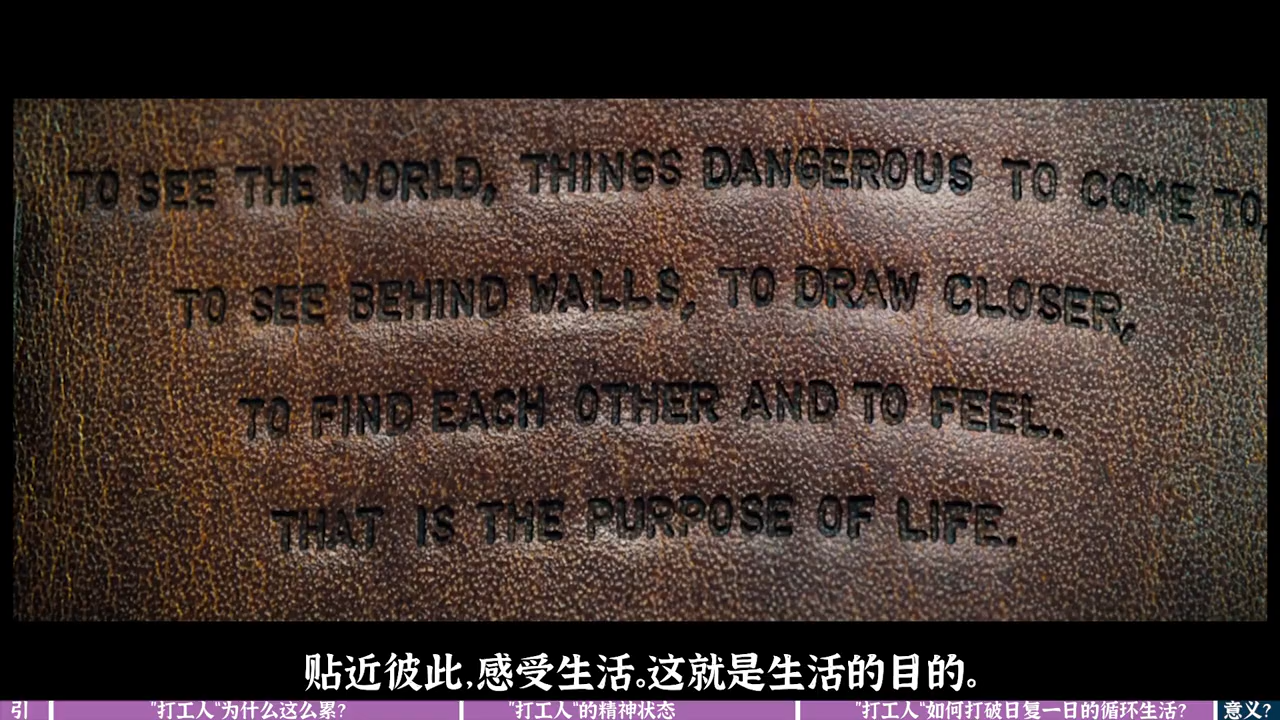 TO SEE THE WORLD, THINGS DANGEROUS TO COME TO,
TO SEE BEHIND WALLS, TO DRAW CLOSER,
TO FIND EACH OTHER AND TO FEEL.
THAT IS THE PURPOSE OF LIFE.
贴近彼此,感受生活。这就是生活的目的。
引 "打工人"为什么这么累? "打工人"的精神状态 "打工人"如何打破日复一日的循环生活? 意义?